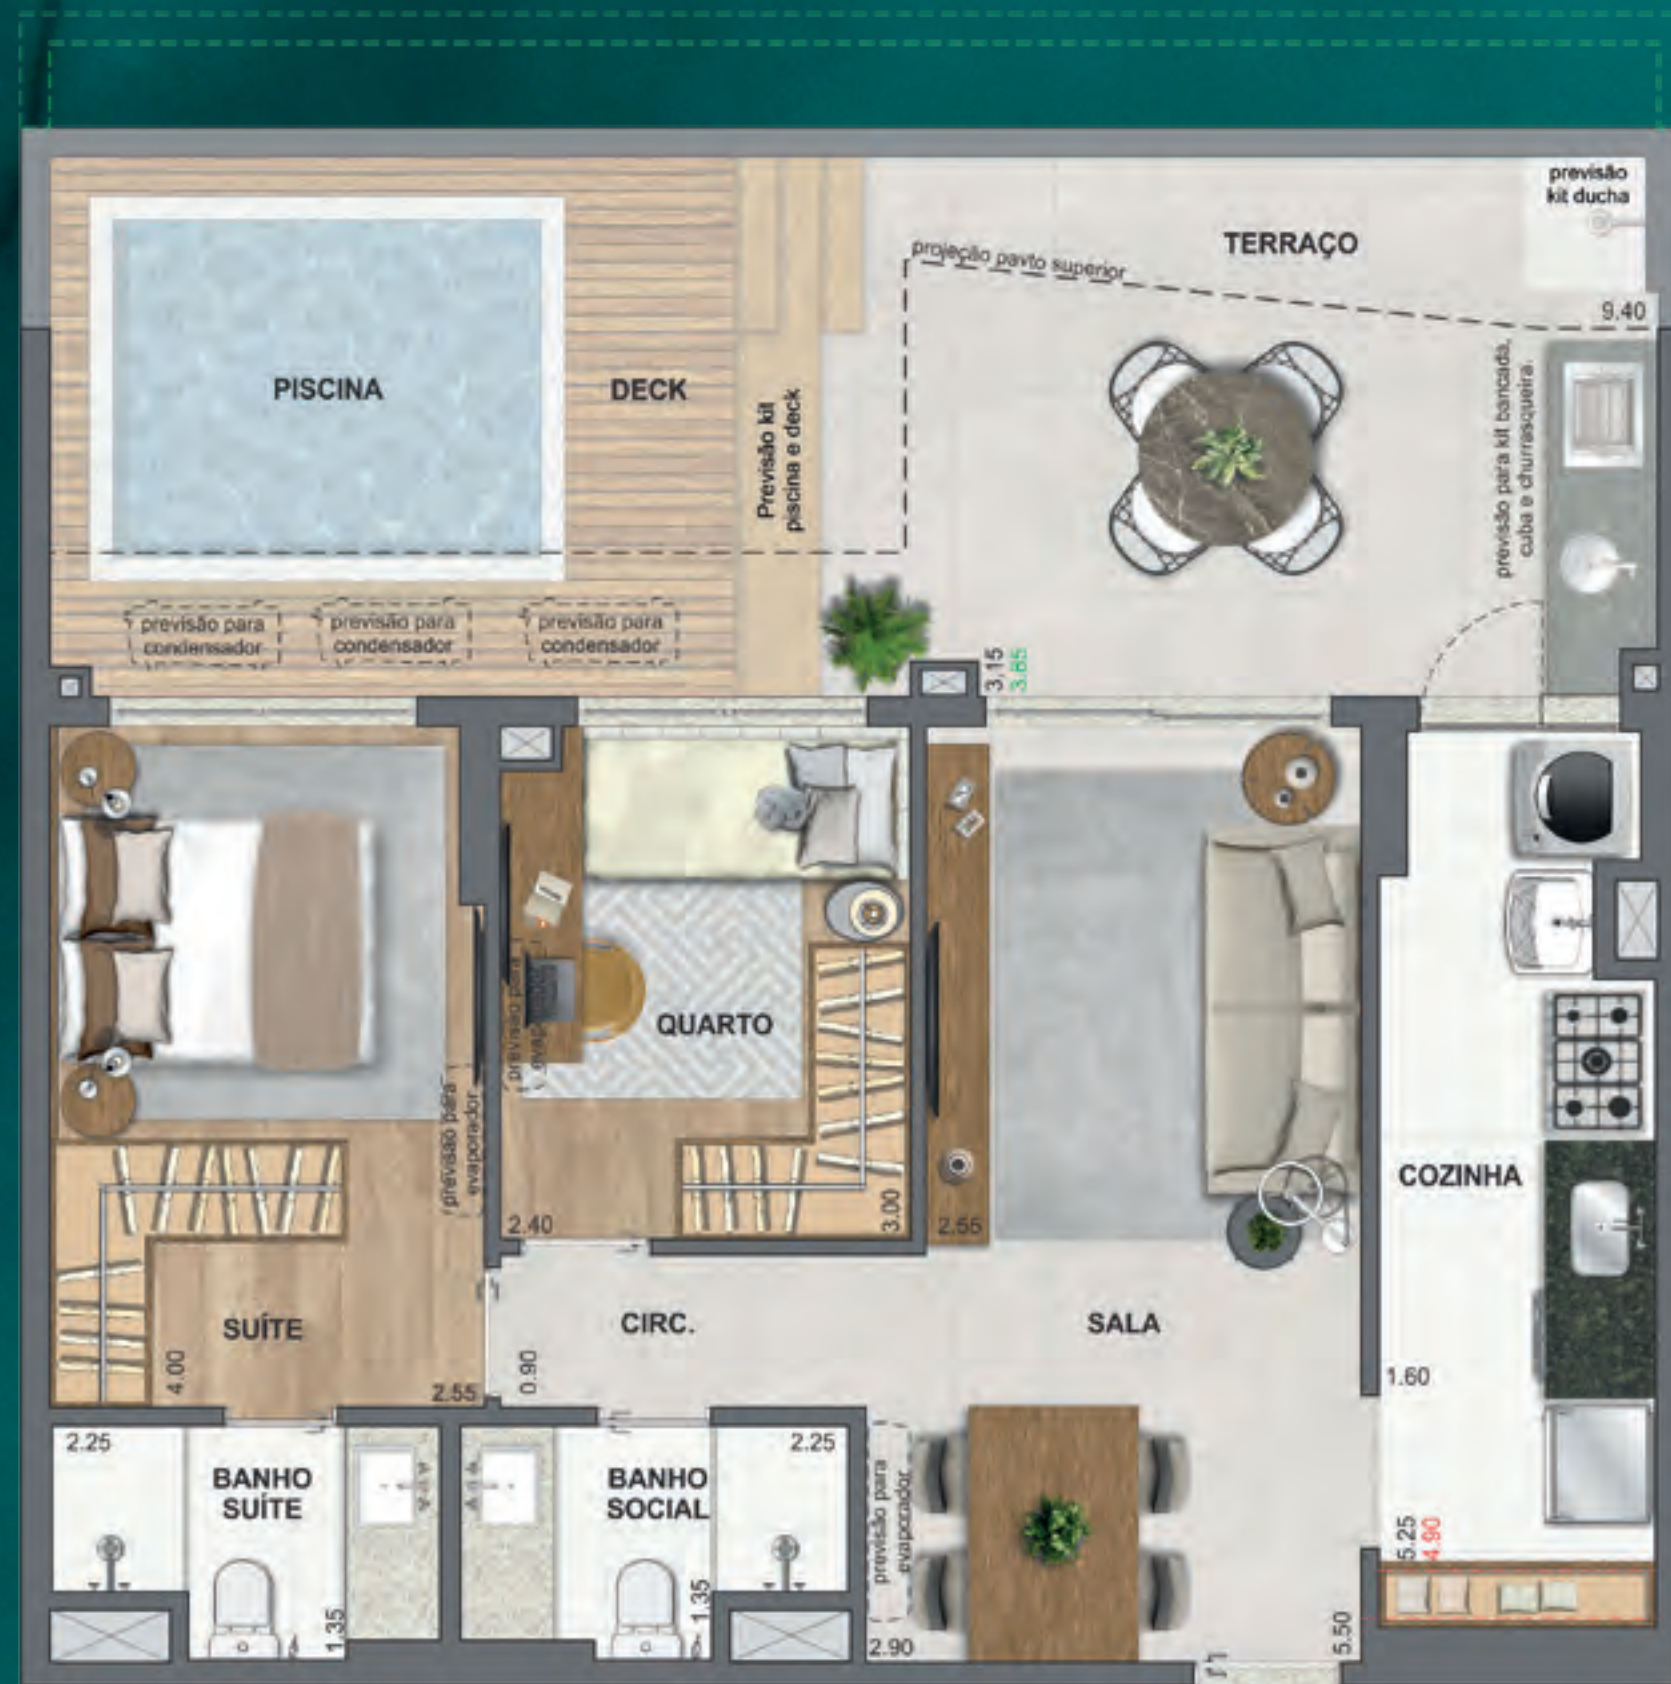 previsão
kit ducha
TERRAÇO
projeção pavto superior
9.40
PISCINA
DECK
Previsão kit
piscina e deck
previsão para kit bancada,
cuba e churrasqueira.
previsão para
condensador
previsão para
condensador
previsão para
condensador
3.15
3.85
QUARTO
previsão para
previsão para
evaporador
COZINHA
2.40
3.00
2.55
SUÍTE
CIRC.
SALA
4.00
2.55
0.90
1.60
2.25
BANHO
SUÍTE
1.35
BANHO
SOCIAL
2.25
1.35
previsão para
evaporador
2.90
5.50
5.25
4.90